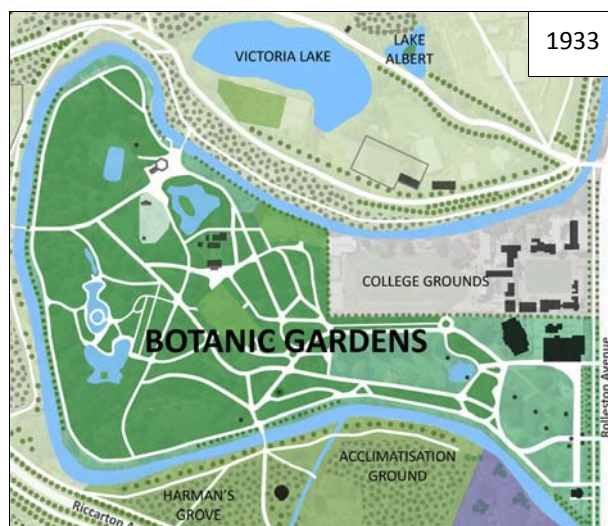 1933
VICTORIA LAKE
LAKE
ALBERT
COLLEGE GROUNDS
BOTANIC GARDENS
Rolleston Avenue
ACCLIMATISATION
GROUND
HARMAN'S
GROVE
Riccarton A